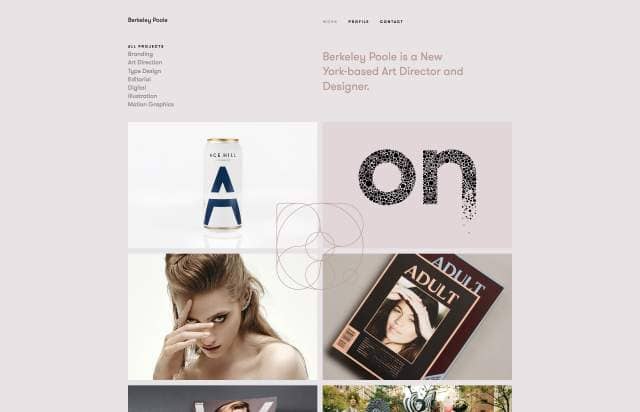 Berkeley Poole
WORK PROFILE CONTACT
ALL PROJECTS
Branding
Art Direction
Type Design
Editorial
Digital
Illustration
Motion Graphics
Berkeley Poole is a New
York-based Art Director and
Designer.
ACE HILL
A
on
ADULT
ADULT